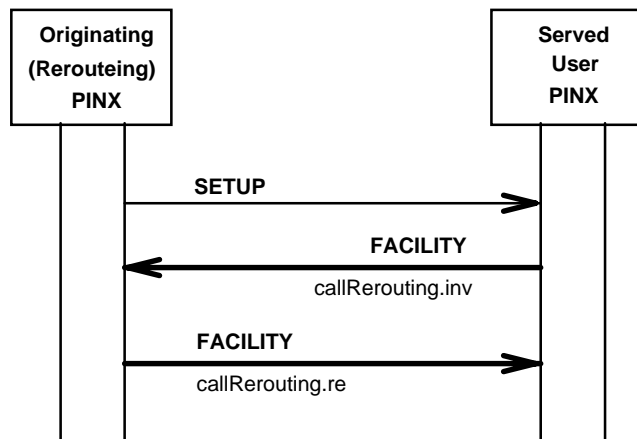 Originating
(Rerouteing)
PINX
Served
User
PINX
SETUP
FACILITY
callRerouting.inv
FACILITY
callRerouting.re